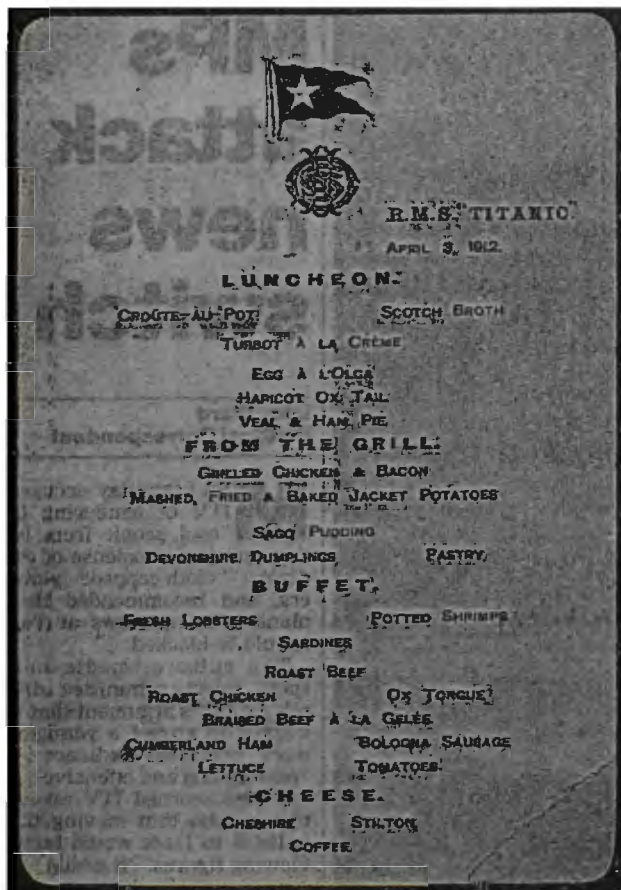 R.M.S. "TITANIC."
APRIL 3, 1912.
LUNCHEON.
CROÛTE-AU-POT SCOTCH BROTH
TURBOT À LA CRÈME
EGG À L'OLGA
HARICOT OX TAIL
VEAL & HAM PIE
FROM THE GRILL.
GRILLED CHICKEN & BACON
MASHED, FRIED & BAKED JACKET POTATOES
SAGO PUDDING
DEVONSHIRE DUMPLINGS PASTRY
BUFFET.
FRESH LOBSTERS POTTED SHRIMPS
SARDINES
ROAST BEEF
ROAST CHICKEN OX TONGUE
BRAISED BEEF À LA GELÉE
CUMBERLAND HAM BOLOGNA SAUSAGE
LETTUCE TOMATOES
CHEESE.
CHESHIRE STILTON
COFFEE